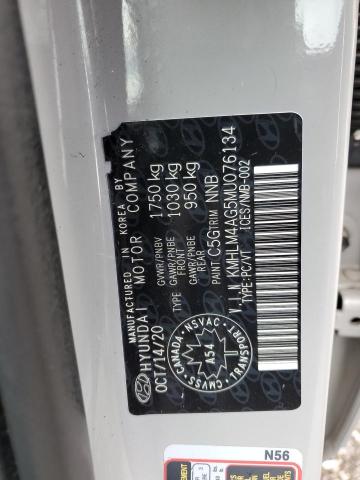 MANUFACTURED IN KOREA BY
HYUNDAI MOTOR COMPANY
OCT/14/20
GVWR/PNBV 1750 kg
TYPE GAWR/PNBE FRONT 1030 kg
GAWR/PNBE REAR 950 kg
PAINT C5G TRIM NNB
V I N KMHLM4AG5MU076134
TYPE:PC/VT ICES/NMB-002
CANADA-NSVAC
A54
TRANSPORT
CMVSS
N56